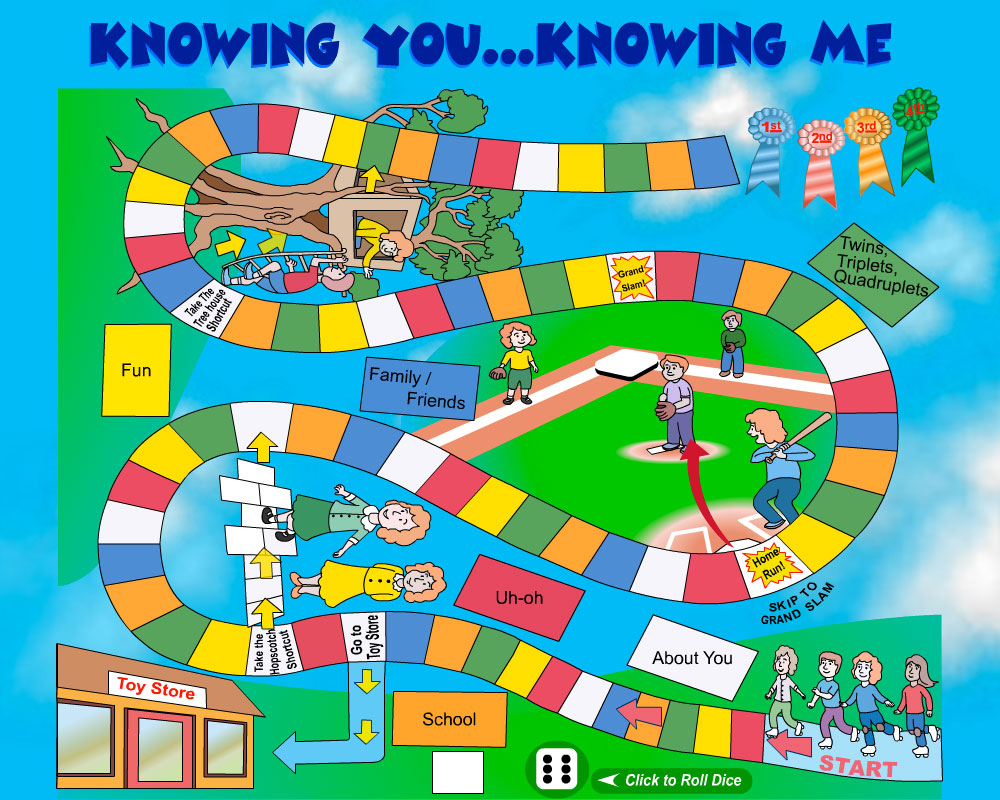 KNOWING YOU...KNOWING ME
1st
2nd
3rd
4th
Twins,
Triplets,
Quadruplets
Grand
Slam!
Take The
Tree house
Shortcut
Fun
Family /
Friends
Home
Run!
SKIP TO
GRAND SLAM
Uh-oh
Take the
Hopscotch
Shortcut
Go to
Toy Store
About You
Toy Store
School
START
Click to Roll Dice